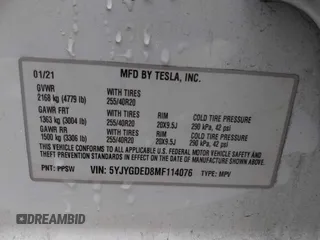 01/21 MFD BY TESLA, INC.
GVWR WITH TIRES
2168 kg (4779 lb) 255/40R20
GAWR FRT WITH TIRES RIM COLD TIRE PRESSURE
1363 kg (3004 lb) 255/40R20 20X9.5J 290 kPa, 42 psi
GAWR RR WITH TIRES RIM COLD TIRE PRESSURE
1500 kg (3306 lb) 255/40R20 20X9.5J 290 kPa, 42 psi
THIS VEHICLE CONFORMS TO ALL APPLICABLE FEDERAL MOTOR VEHICLE SAFETY AND
THEFT PREVENTION STANDARDS IN EFFECT ON THE DATE OF MANUFACTURE SHOWN ABOVE.
PNT: PPSW VIN: 5YJYGDED8MF114076 TYPE: MPV
DREAMBID
DREAMBID.COM